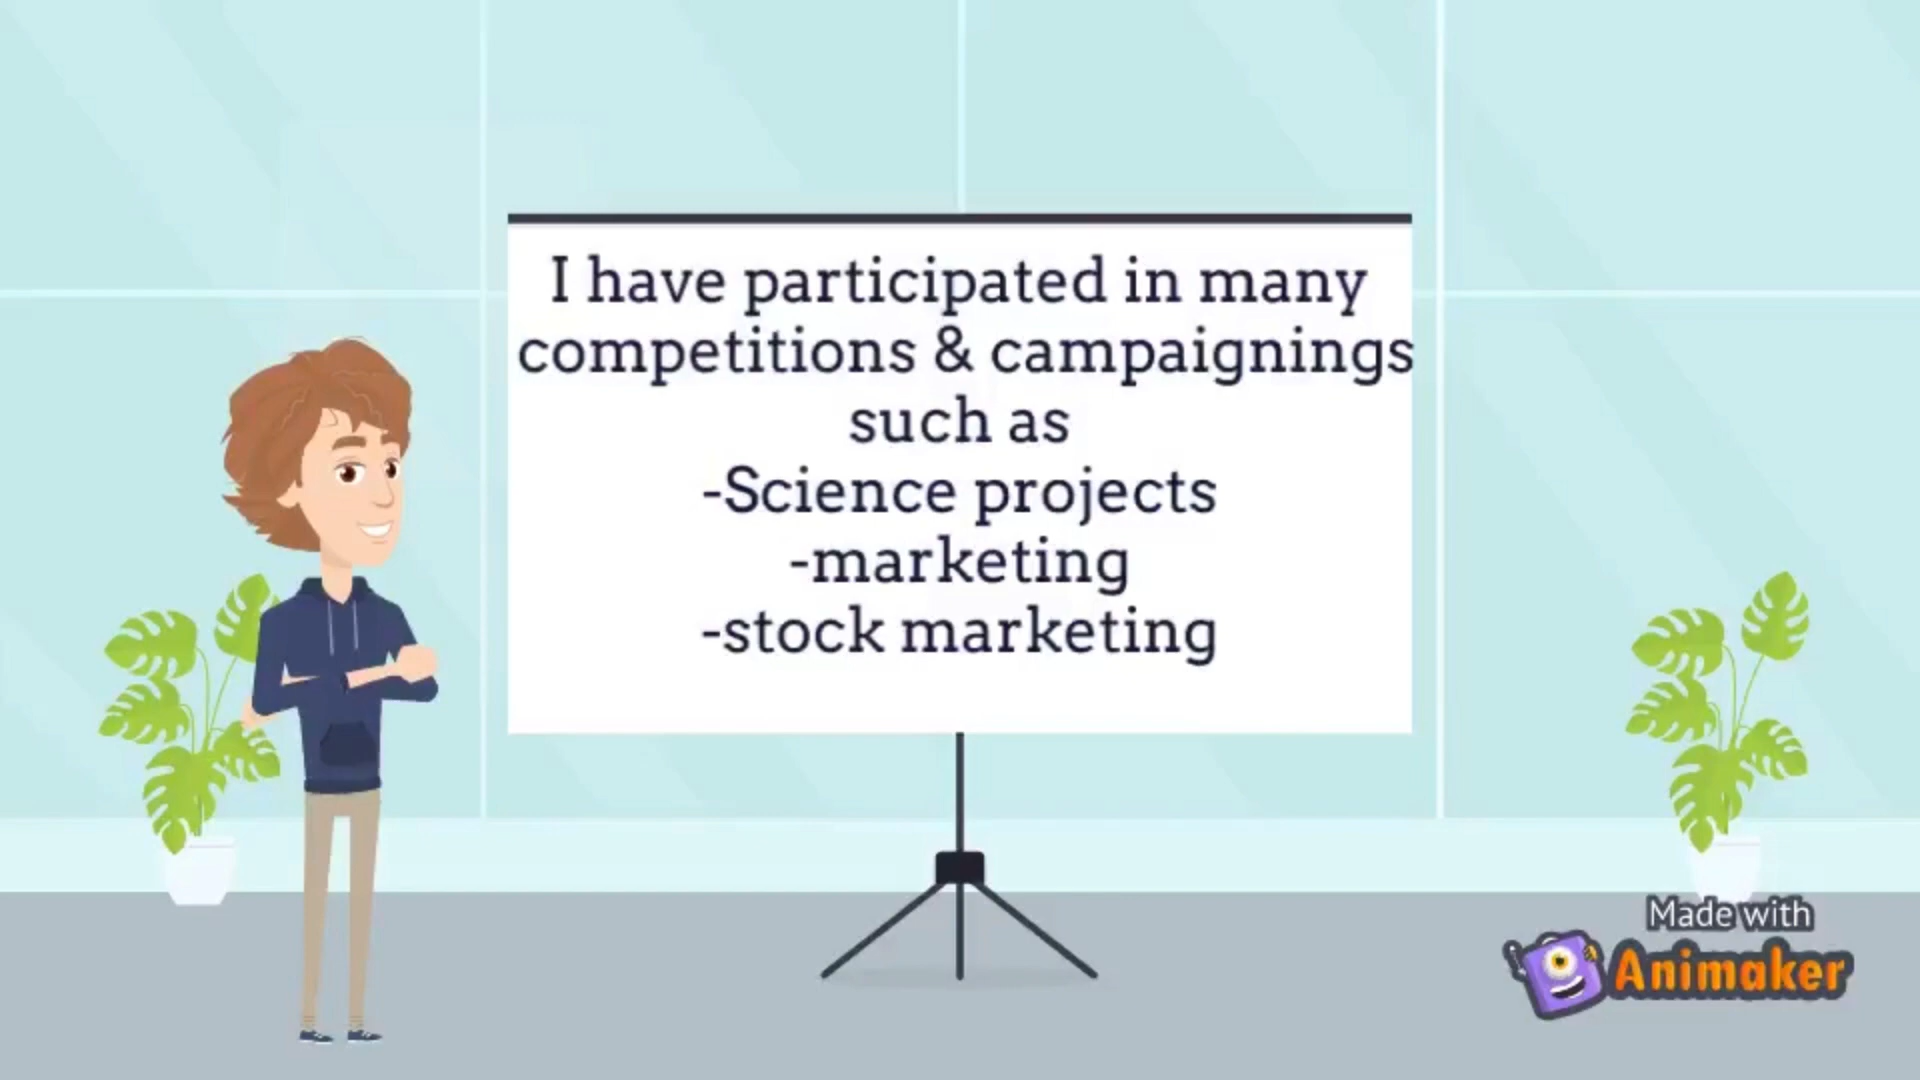 I have participated in many
competitions & campaignings
such as
-Science projects
-marketing
-stock marketing
Made with
Animaker